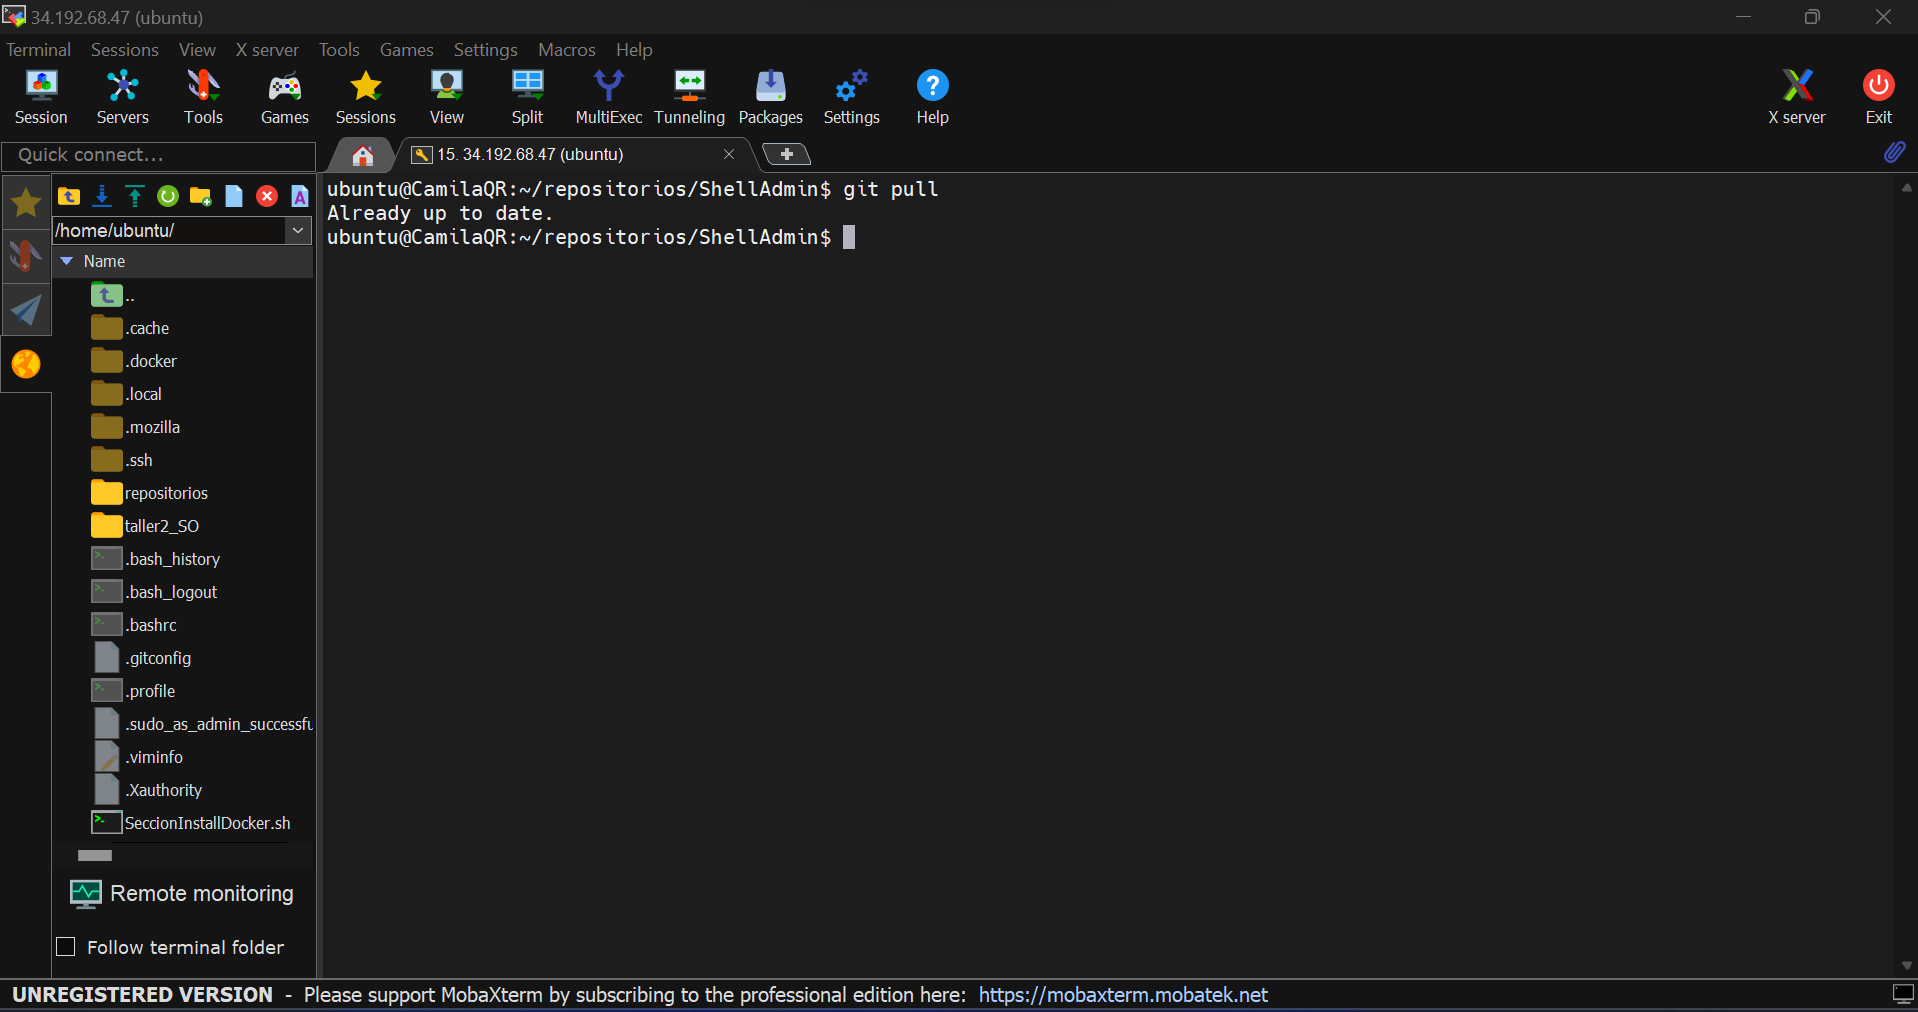 34.192.68.47 (ubuntu)
Terminal Sessions View X server Tools Games Settings Macros Help
Session Servers Tools Games Sessions View Split MultiExec Tunneling Packages Settings Help X server Exit
Quick connect...
15. 34.192.68.47 (ubuntu)
/home/ubuntu/
Name
..
.cache
.docker
.local
.mozilla
.ssh
repositorios
taller2_SO
.bash_history
.bash_logout
.bashrc
.gitconfig
.profile
.sudo_as_admin_successfu
.viminfo
.Xauthority
SeccionInstallDocker.sh
Remote monitoring
Follow terminal folder
ubuntu@CamilaQR:~/repositorios/ShellAdmin$ git pull
Already up to date.
ubuntu@CamilaQR:~/repositorios/ShellAdmin$
UNREGISTERED VERSION - Please support MobaXterm by subscribing to the professional edition here: https://mobaxterm.mobatek.net